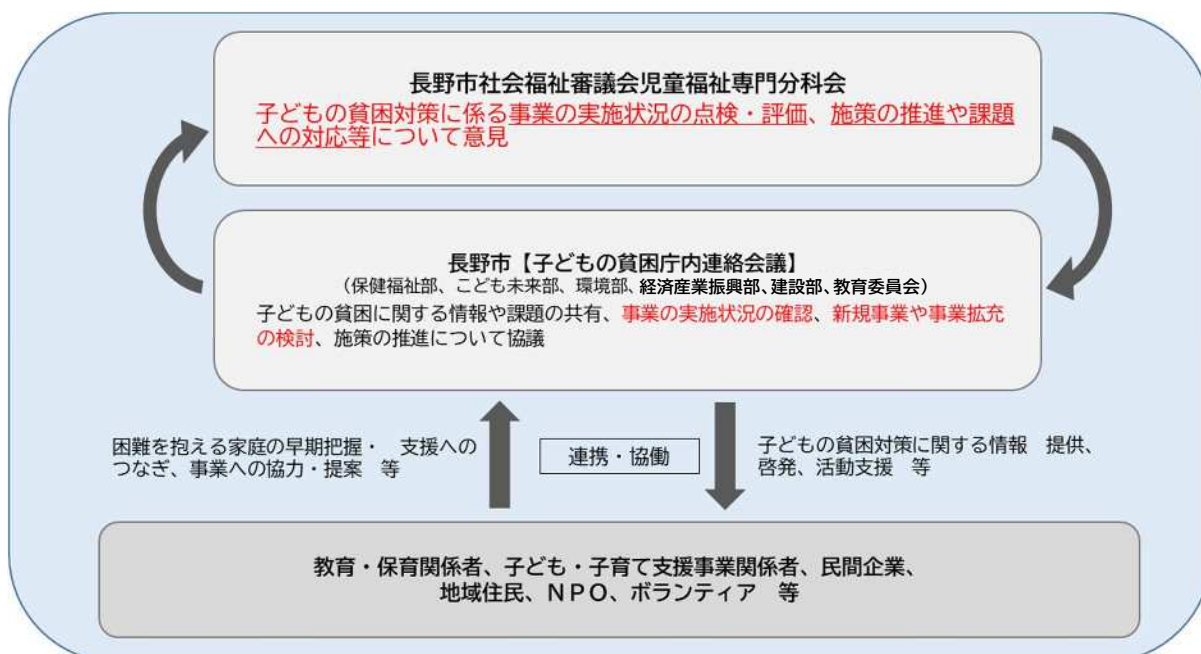 長野市社会福祉審議会児童福祉専門分科会
子どもの貧困対策に係る事業の実施状況の点検・評価、施策の推進や課題
への対応等について意見
長野市【子どもの貧困庁内連絡会議】
(保健福祉部、こども未来部、環境部、経済産業振興部、建設部、教育委員会)
子どもの貧困に関する情報や課題の共有、事業の実施状況の確認、新規事業や事業拡充
の検討、施策の推進について協議
困難を抱える家庭の早期把握・　支援への
つなぎ、事業への協力・提案　等
連携・協働
子どもの貧困対策に関する情報　提供、
啓発、活動支援　等
教育・保育関係者、子ども・子育て支援事業関係者、民間企業、
地域住民、ＮＰＯ、ボランティア　等